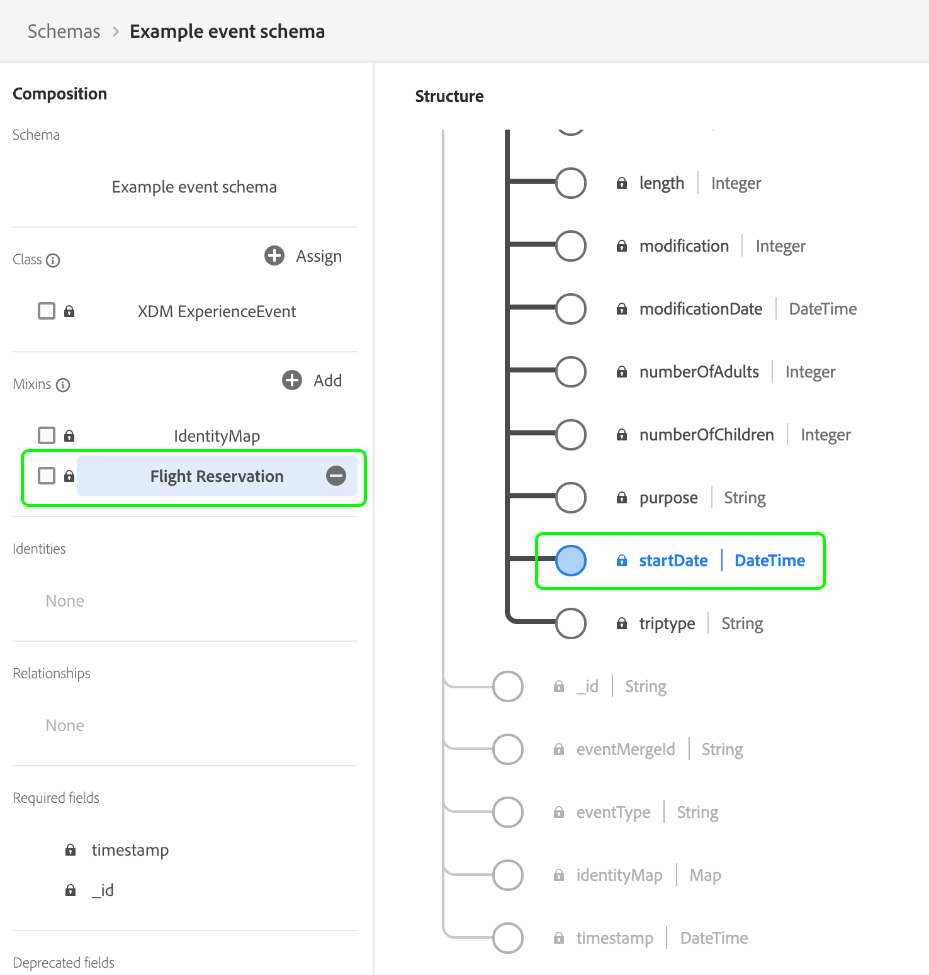 Schemas > Example event schema
Composition
Schema
Example event schema
Class
Assign
XDM ExperienceEvent
Mixins
Add
IdentityMap
Flight Reservation
Identities
None
Relationships
None
Required fields
timestamp
_id
Deprecated fields
Structure
length | Integer
modification | Integer
modificationDate | DateTime
numberOfAdults | Integer
numberOfChildren | Integer
purpose | String
startDate | DateTime
triptype | String
_id | String
eventMergeId | String
eventType | String
identityMap | Map
timestamp | DateTime